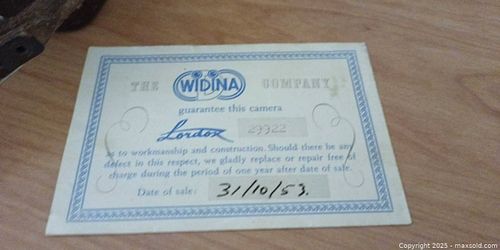 THE WIDINA COMPANY
guarantee this camera
Lordox 29322
as to workmanship and construction. Should there be any
defect in this respect, we gladly replace or repair free of
charge during the period of one year after date of sale.
Date of sale: 31/10/53.
Copyright 2025 - maxsold.com